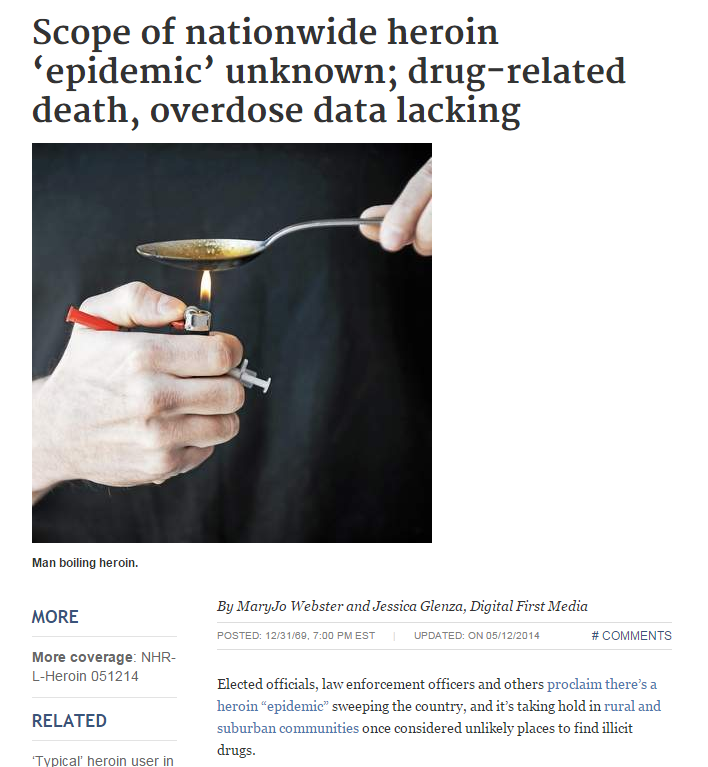 Scope of nationwide heroin
‘epidemic’ unknown; drug-related
death, overdose data lacking
Man boiling heroin.
MORE
More coverage: NHR-
L-Heroin 051214
RELATED
‘Typical’ heroin user in
By MaryJo Webster and Jessica Glenza, Digital First Media
POSTED: 12/31/69, 7:00 PM EST | UPDATED: ON 05/12/2014 # COMMENTS
Elected officials, law enforcement officers and others proclaim there’s a
heroin “epidemic” sweeping the country, and it’s taking hold in rural and
suburban communities once considered unlikely places to find illicit
drugs.